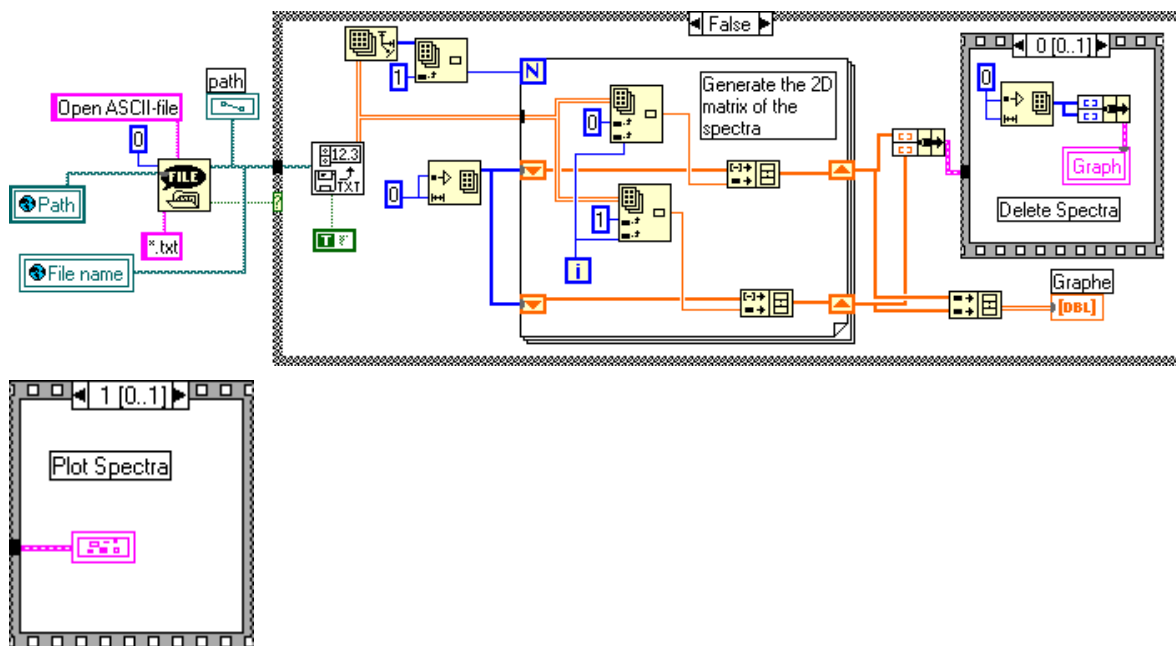 False
0 [0..1]
path
Open ASCII-file
0
1
N
Generate the 2D
matrix of the
spectra
0
0
FILE
Path
*.txt
File name
?
12.3
TXT
T F
0
1
i
Graph
Delete Spectra
Graphe
[DBL]
1 [0..1]
Plot Spectra